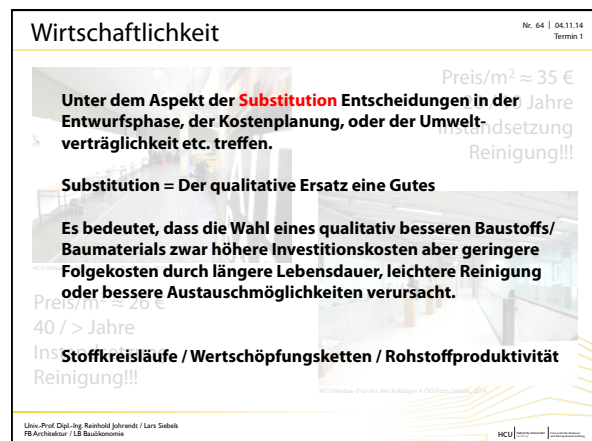 Wirtschaftlichkeit
Nr. 64 | 04.11.14
Termin 1
Preis/m² ≈ 35 €
Jahre
Instandsetzung
Reinigung!!!
Unter dem Aspekt der Substitution Entscheidungen in der
Entwurfsphase, der Kostenplanung, oder der Umwelt-
verträglichkeit etc. treffen.
Substitution = Der qualitative Ersatz eine Gutes
Es bedeutet, dass die Wahl eines qualitativ besseren Baustoffs/
Baumaterials zwar höhere Investitionskosten aber geringere
Folgekosten durch längere Lebensdauer, leichtere Reinigung
oder bessere Austauschmöglichkeiten verursacht.
Preis/m² ≈ 26 €
40 / > Jahre
Instandsetzung
Reinigung!!!
Stoffkreisläufe / Wertschöpfungsketten / Rohstoffproduktivität
Univ.-Prof. Dipl.-Ing. Reinhold Johrendt / Lars Siebels
FB Architektur / LB Bauökonomie
HCU